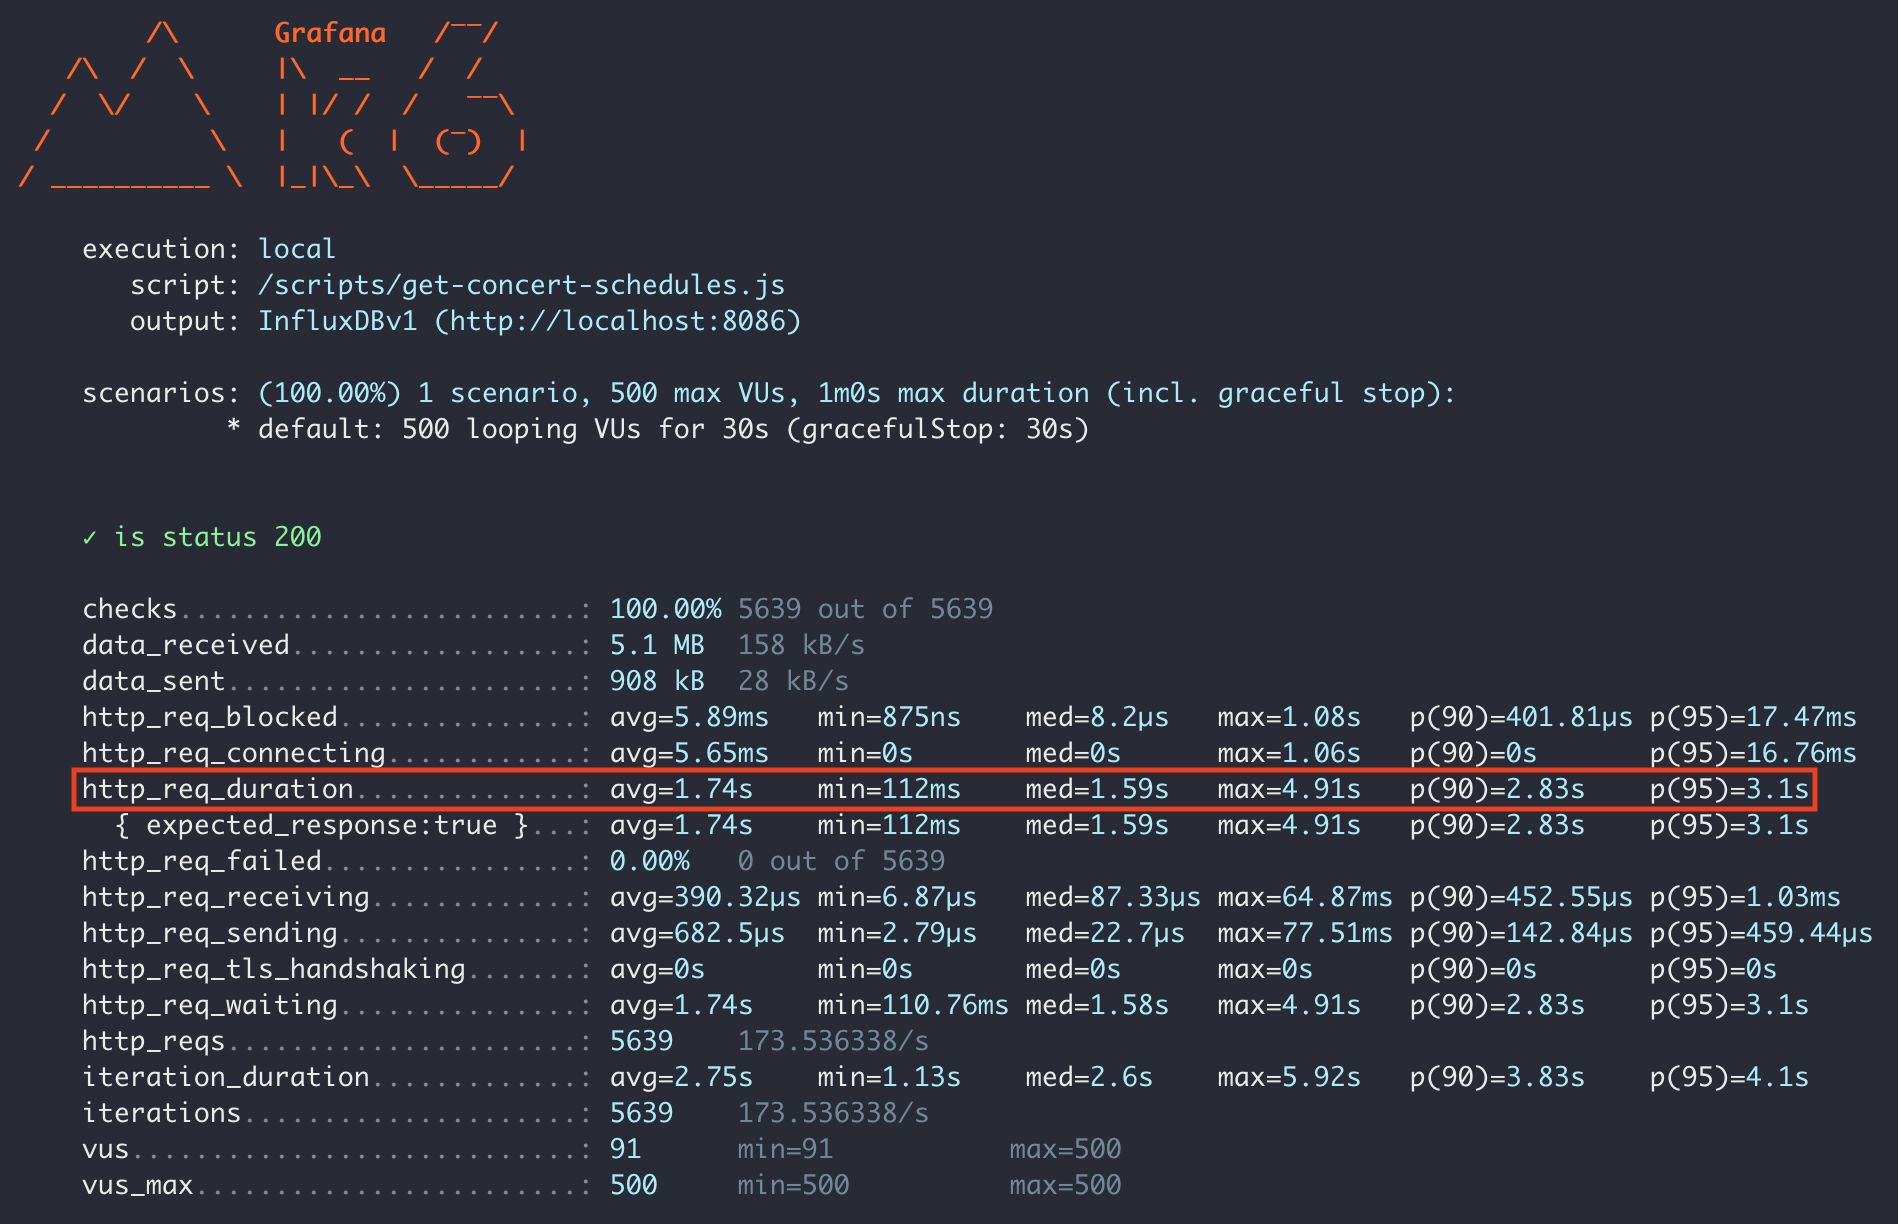 /\      Grafana   /‾‾/
    /\  /  \     |\  __   /  /
   /  \/    \    | |/ /  /   ‾‾\
  /          \   |   (  |  (‾)  |
 / __________ \  |_|\_\  \_____/
execution: local
script: /scripts/get-concert-schedules.js
output: InfluxDBv1 (http://localhost:8086)
scenarios: (100.00%) 1 scenario, 500 max VUs, 1m0s max duration (incl. graceful stop):
* default: 500 looping VUs for 30s (gracefulStop: 30s)
✓ is status 200
checks.........................: 100.00% 5639 out of 5639
data_received..................: 5.1 MB  158 kB/s
data_sent......................: 908 kB  28 kB/s
http_req_blocked...............: avg=5.89ms   min=875ns    med=8.2µs   max=1.08s   p(90)=401.81µs p(95)=17.47ms
http_req_connecting............: avg=5.65ms   min=0s       med=0s      max=1.06s   p(90)=0s       p(95)=16.76ms
http_req_duration..............: avg=1.74s    min=112ms    med=1.59s   max=4.91s   p(90)=2.83s    p(95)=3.1s
{ expected_response:true }...: avg=1.74s    min=112ms    med=1.59s   max=4.91s   p(90)=2.83s    p(95)=3.1s
http_req_failed................: 0.00%   0 out of 5639
http_req_receiving.............: avg=390.32µs min=6.87µs   med=87.33µs max=64.87ms p(90)=452.55µs p(95)=1.03ms
http_req_sending...............: avg=682.5µs  min=2.79µs   med=22.7µs  max=77.51ms p(90)=142.84µs p(95)=459.44µs
http_req_tls_handshaking.......: avg=0s       min=0s       med=0s      max=0s      p(90)=0s       p(95)=0s
http_req_waiting...............: avg=1.74s    min=110.76ms med=1.58s   max=4.91s   p(90)=2.83s    p(95)=3.1s
http_reqs......................: 5639    173.536338/s
iteration_duration.............: avg=2.75s    min=1.13s    med=2.6s    max=5.92s   p(90)=3.83s    p(95)=4.1s
iterations.....................: 5639    173.536338/s
vus............................: 91      min=91           max=500
vus_max........................: 500     min=500          max=500